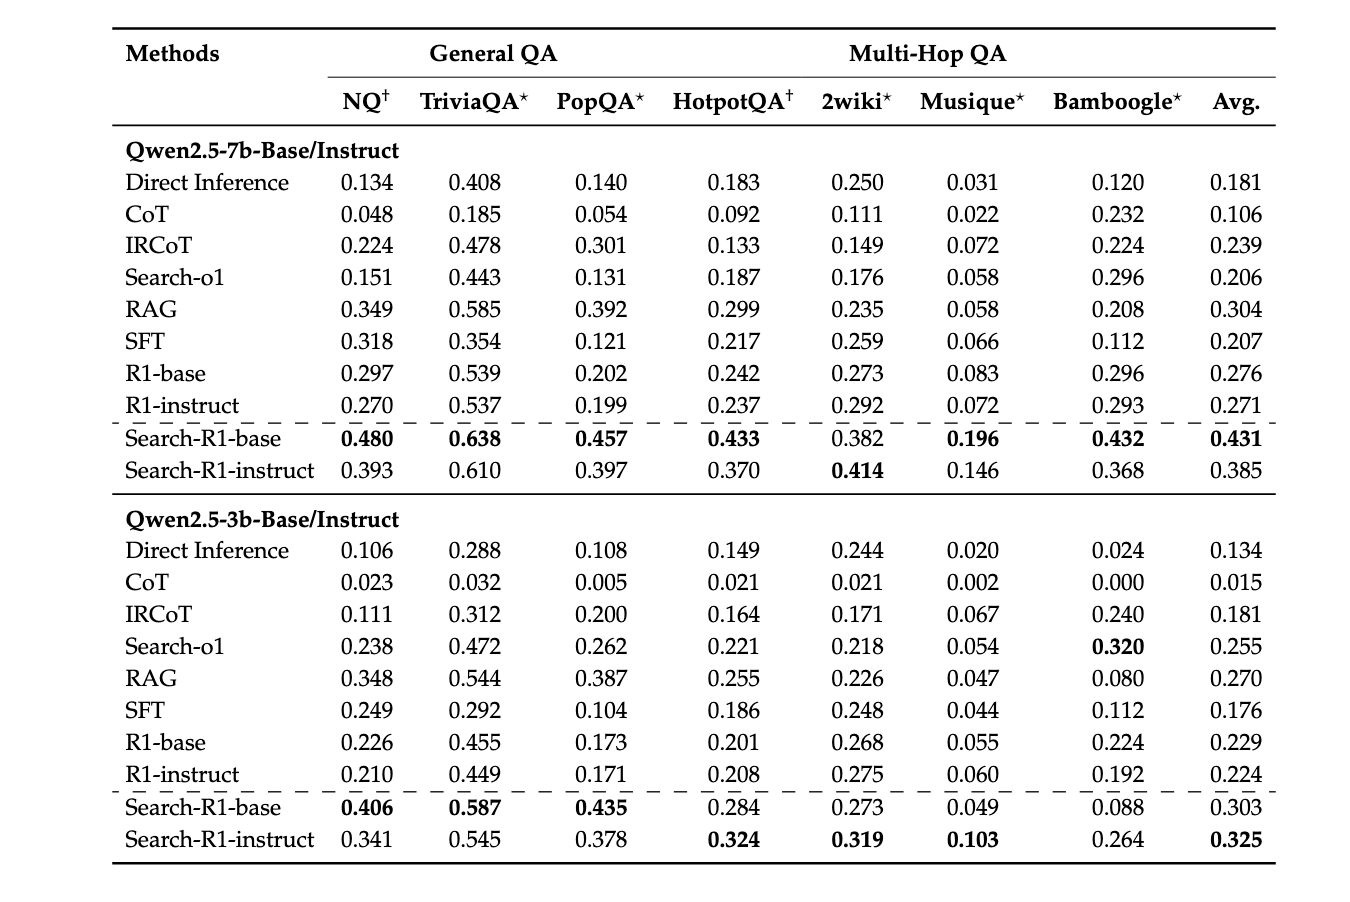 Methods General QA Multi-Hop QA
NQ† TriviaQA⋆ PopQA⋆ HotpotQA† 2wiki⋆ Musique⋆ Bamboogle⋆ Avg.
Qwen2.5-7b-Base/Instruct
Direct Inference 0.134 0.408 0.140 0.183 0.250 0.031 0.120 0.181
CoT 0.048 0.185 0.054 0.092 0.111 0.022 0.232 0.106
IRCoT 0.224 0.478 0.301 0.133 0.149 0.072 0.224 0.239
Search-o1 0.151 0.443 0.131 0.187 0.176 0.058 0.296 0.206
RAG 0.349 0.585 0.392 0.299 0.235 0.058 0.208 0.304
SFT 0.318 0.354 0.121 0.217 0.259 0.066 0.112 0.207
R1-base 0.297 0.539 0.202 0.242 0.273 0.083 0.296 0.276
R1-instruct 0.270 0.537 0.199 0.237 0.292 0.072 0.293 0.271
Search-R1-base 0.480 0.638 0.457 0.433 0.382 0.196 0.432 0.431
Search-R1-instruct 0.393 0.610 0.397 0.370 0.414 0.146 0.368 0.385
Qwen2.5-3b-Base/Instruct
Direct Inference 0.106 0.288 0.108 0.149 0.244 0.020 0.024 0.134
CoT 0.023 0.032 0.005 0.021 0.021 0.002 0.000 0.015
IRCoT 0.111 0.312 0.200 0.164 0.171 0.067 0.240 0.181
Search-o1 0.238 0.472 0.262 0.221 0.218 0.054 0.320 0.255
RAG 0.348 0.544 0.387 0.255 0.226 0.047 0.080 0.270
SFT 0.249 0.292 0.104 0.186 0.248 0.044 0.112 0.176
R1-base 0.226 0.455 0.173 0.201 0.268 0.055 0.224 0.229
R1-instruct 0.210 0.449 0.171 0.208 0.275 0.060 0.192 0.224
Search-R1-base 0.406 0.587 0.435 0.284 0.273 0.049 0.088 0.303
Search-R1-instruct 0.341 0.545 0.378 0.324 0.319 0.103 0.264 0.325